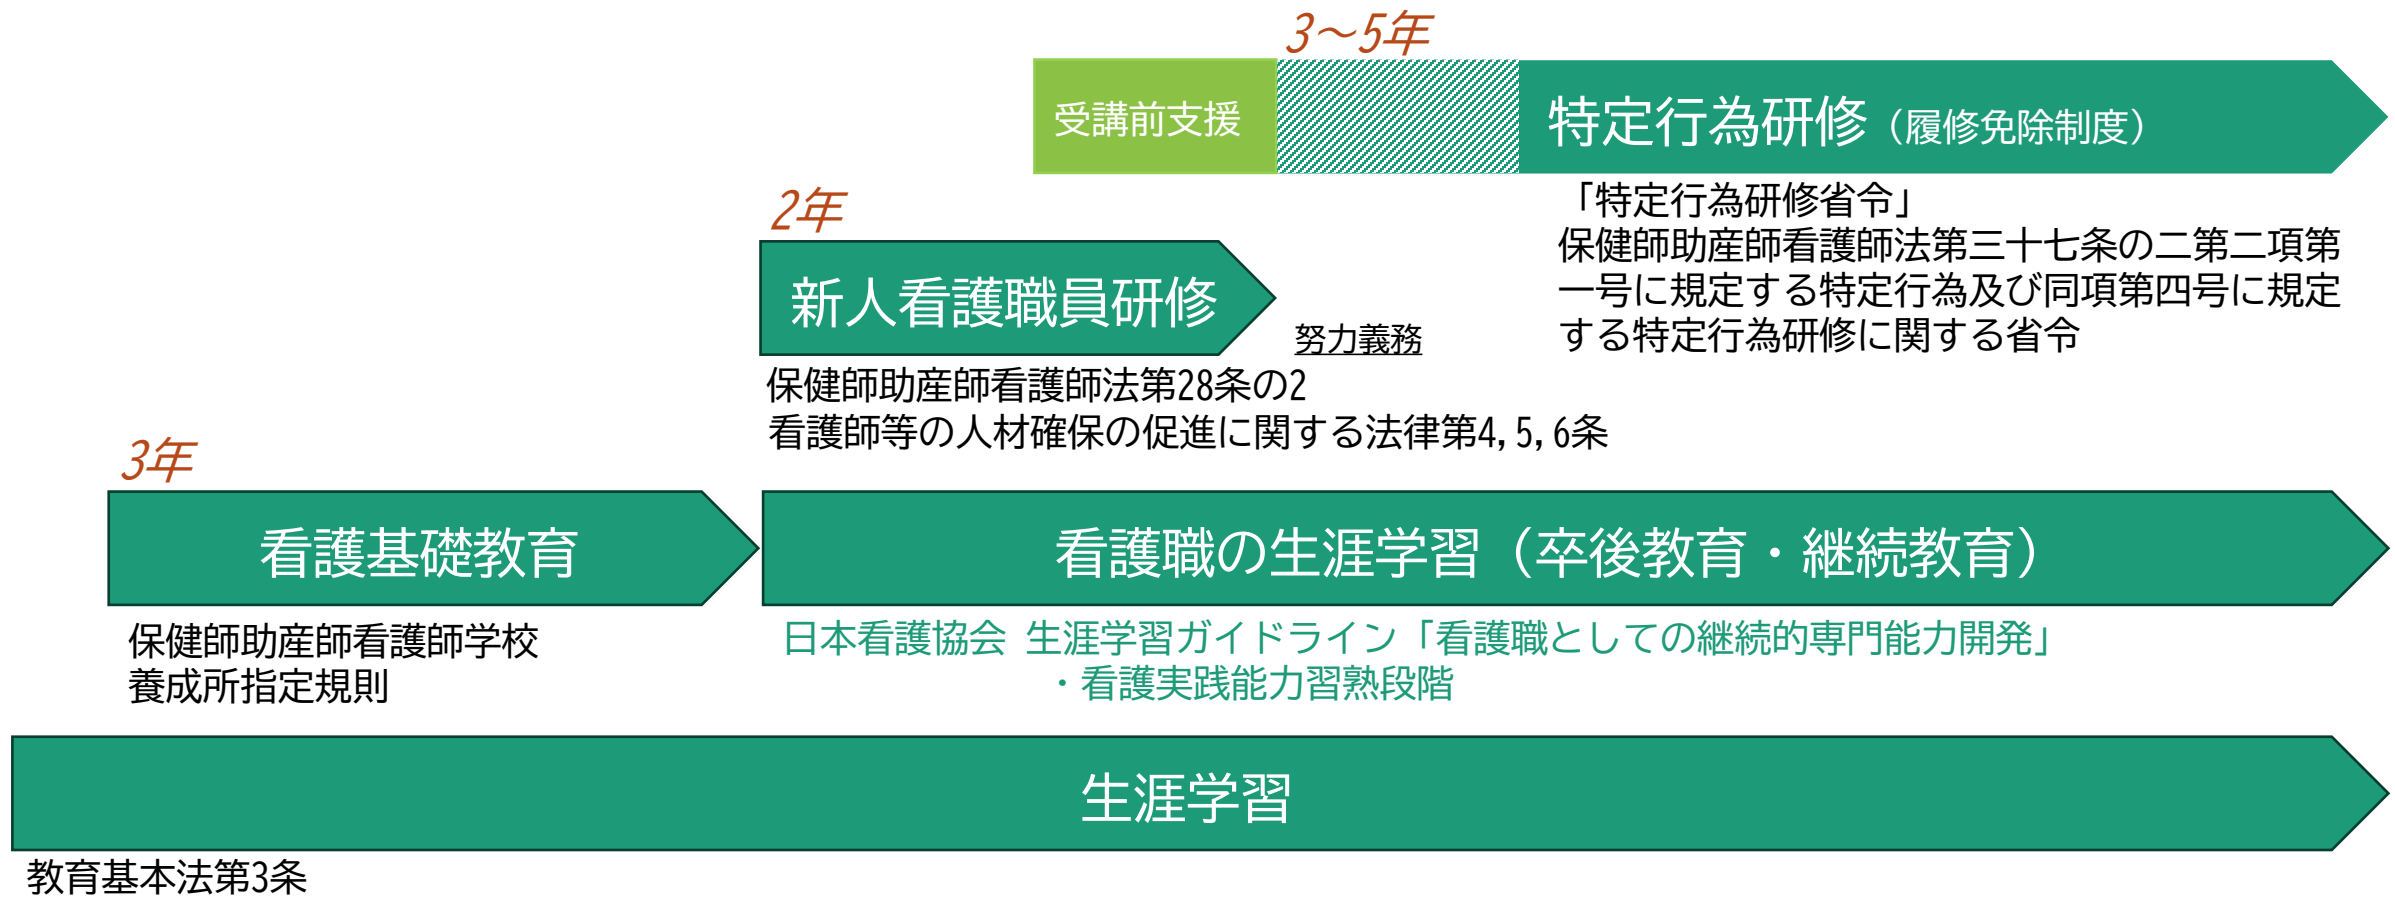 3～5年
受講前支援
特定行為研修（履修免除制度）
「特定行為研修省令」
保健師助産師看護師法第三十七条の二第二項第
一号に規定する特定行為及び同項第四号に規定
する特定行為研修に関する省令
2年
新人看護職員研修
努力義務
保健師助産師看護師法第28条の2
看護師等の人材確保の促進に関する法律第4,5,6条
3年
看護基礎教育
保健師助産師看護師学校
養成所指定規則
看護職の生涯学習（卒後教育・継続教育）
日本看護協会 生涯学習ガイドライン「看護職としての継続的専門能力開発」
・看護実践能力習熟段階
生涯学習
教育基本法第3条